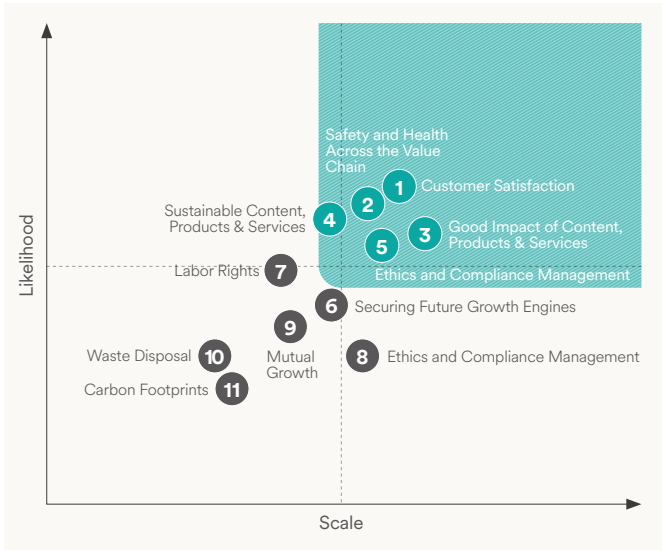 Likelihood
Safety and Health
Across the Value
Chain
1
Customer Satisfaction
2
Sustainable Content,
Products & Services
4
3
Good Impact of Content,
Products & Services
5
Labor Rights
7
Ethics and Compliance Management
6
Securing Future Growth Engines
9
Mutual
Growth
Waste Disposal
10
8
Ethics and Compliance Management
Carbon Footprints
11
Scale